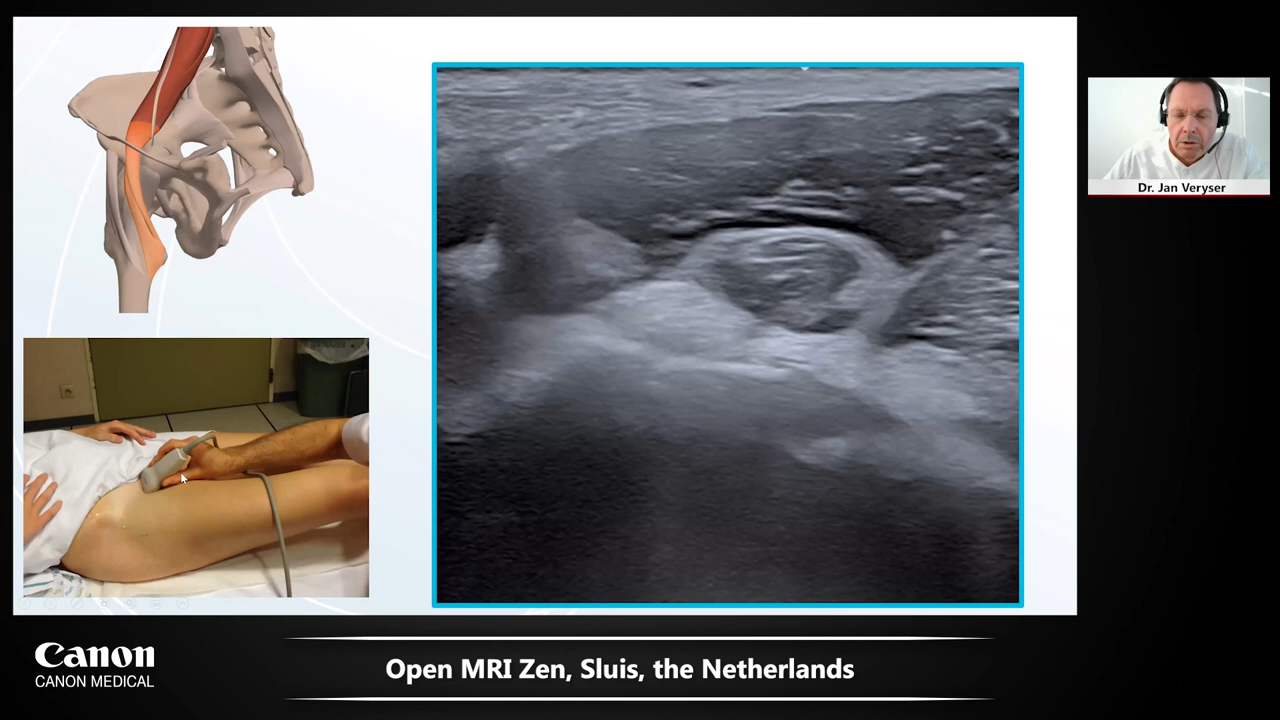 Dr. Jan Veryser
Canon
CANON MEDICAL
Open MRI Zen, Sluis, the Netherlands